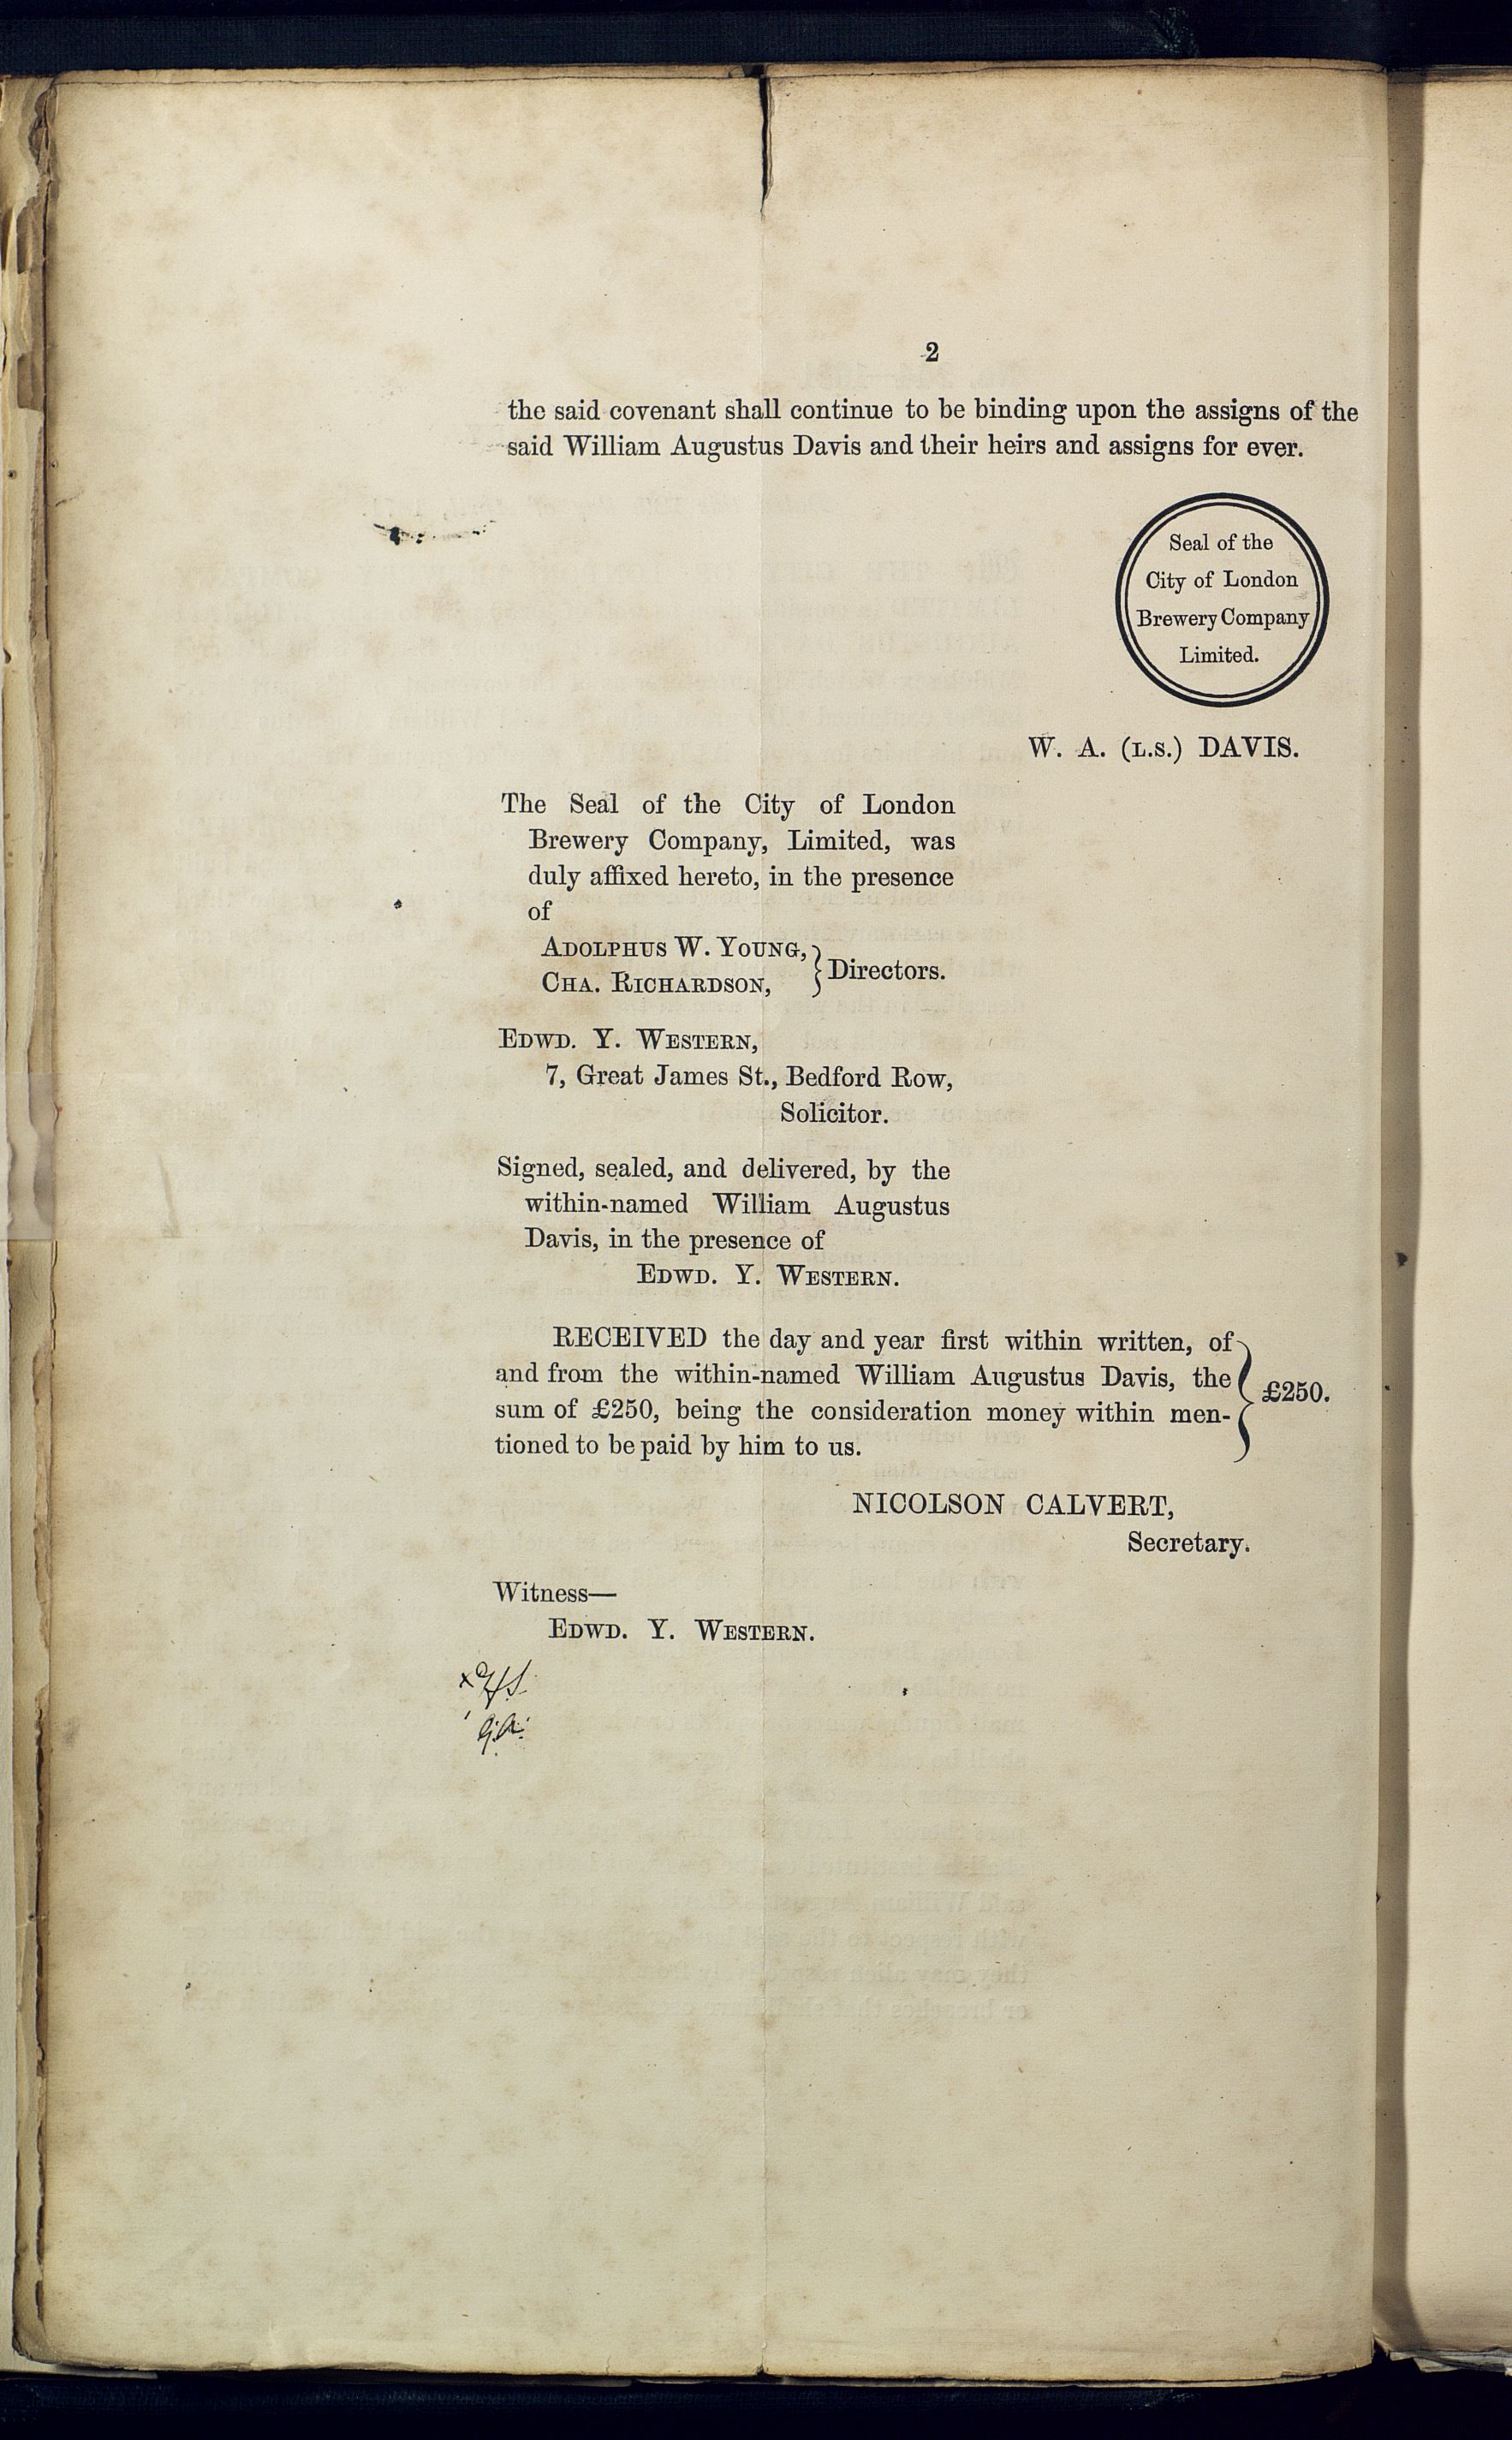 2
the said covenant shall continue to be binding upon the assigns of the
said William Augustus Davis and their heirs and assigns for ever.
Seal of the
City of London
Brewery Company
Limited.
W. A. (L.S.) DAVIS.
The Seal of the City of London
Brewery Company, Limited, was
duly affixed hereto, in the presence
of
ADOLPHUS W. YOUNG,
CHA. RICHARDSON,
} Directors.
EDWD. Y. WESTERN,
7, Great James St., Bedford Row,
Solicitor.
Signed, sealed, and delivered, by the
within-named William Augustus
Davis, in the presence of
EDWD. Y. WESTERN.
RECEIVED the day and year first within written, of
and from the within-named William Augustus Davis, the
sum of £250, being the consideration money within men-
tioned to be paid by him to us.
} £250.
NICOLSON CALVERT,
Secretary.
Witness—
EDWD. Y. WESTERN.